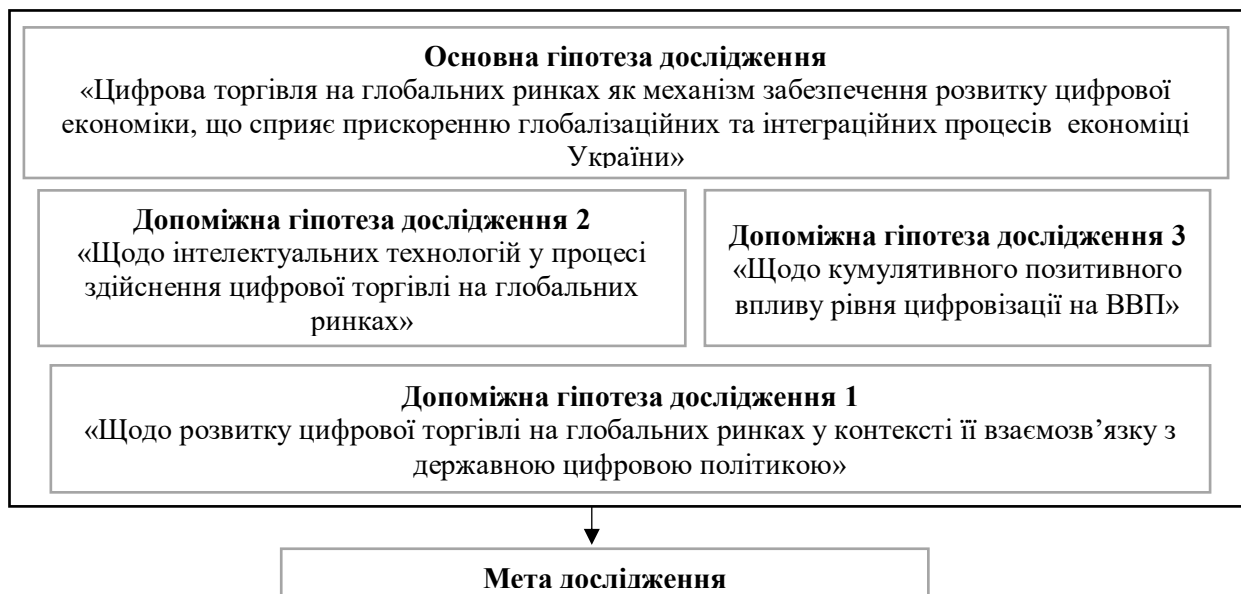 Основна гіпотеза дослідження
«Цифрова торгівля на глобальних ринках як механізм забезпечення розвитку цифрової
економіки, що сприяє прискоренню глобалізаційних та інтеграційних процесів економіці
України»
Допоміжна гіпотеза дослідження 2
«Щодо інтелектуальних технологій у процесі
здійснення цифрової торгівлі на глобальних
ринках»
Допоміжна гіпотеза дослідження 3
«Щодо кумулятивного позитивного
впливу рівня цифровізації на ВВП»
Допоміжна гіпотеза дослідження 1
«Щодо розвитку цифрової торгівлі на глобальних ринках у контексті її взаємозв’язку з
державною цифровою політикою»
Мета дослідження